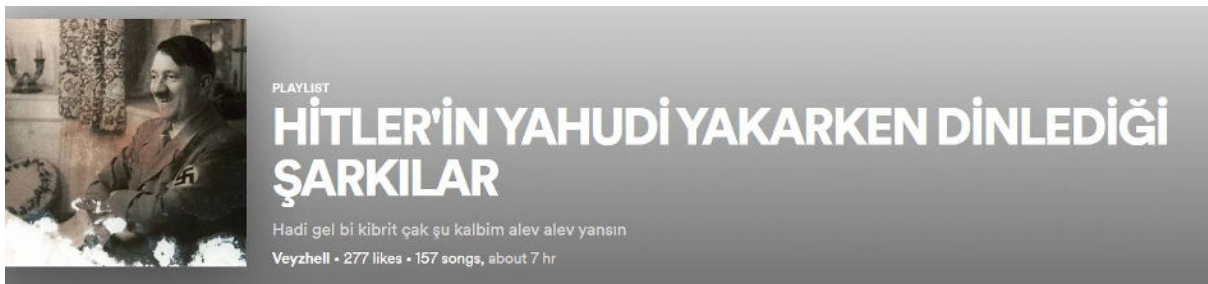 PLAYLIST
HİTLER'İN YAHUDİ YAKARKEN DİNLEDİĞİ
ŞARKILAR
Hadi gel bi kibrit çak şu kalbim alev alev yansın
Veyzhell • 277 likes • 157 songs, about 7 hr